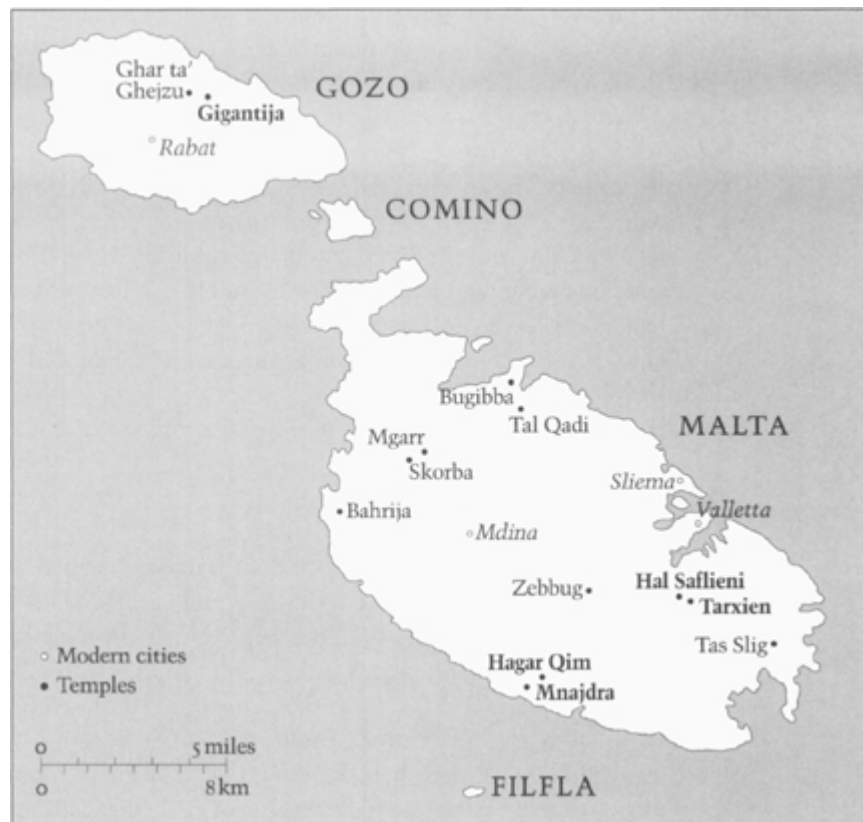 Ghar ta'
Ghejzu
Gigantija
GOZO
Rabat
COMINO
Bugibba
Tal Qadi
MALTA
Mgarr
Skorba
Sliema
Bahrija
Valletta
Mdina
Zebbug
Hal Saflieni
Tarxien
Tas Slig
Hagar Qim
Mnajdra
Modern cities
Temples
0 5 miles
0 8 km
FILFLA